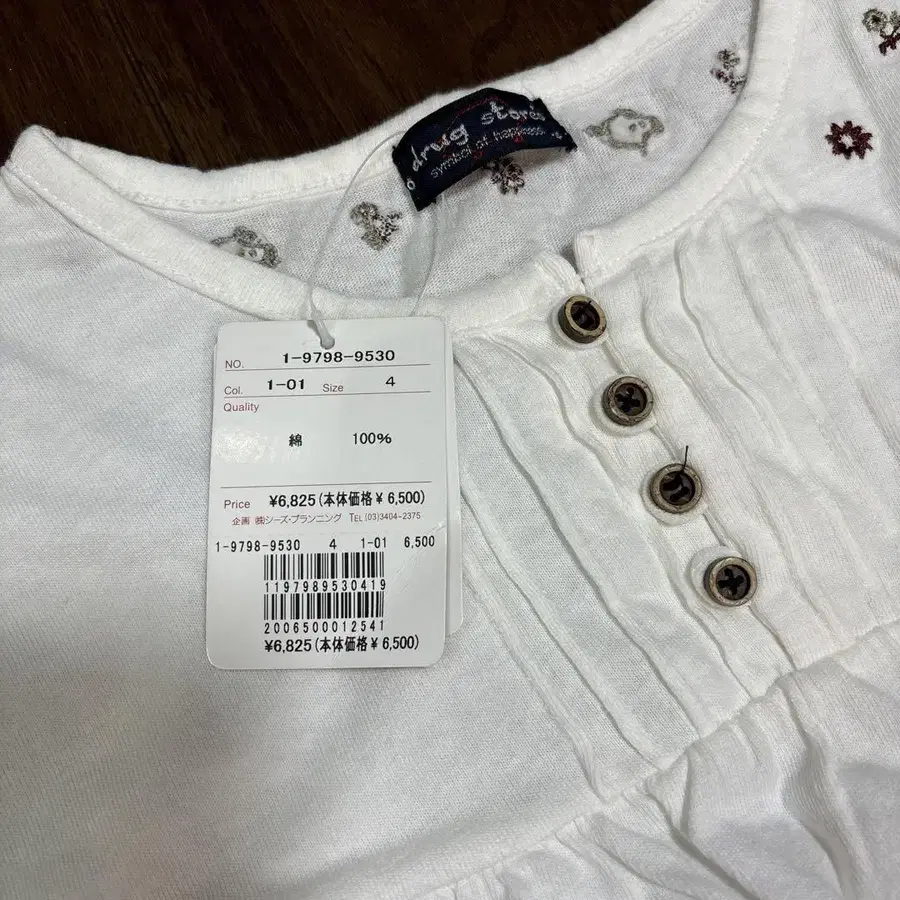 drug store's
symbol of happiness
NO. 1-9798-9530
Col. 1-01 Size 4
Quality
綿 100%
Price ¥6,825(本体価格¥6,500)
企画 ㈱シーズ・プランニング TEL(03)3404-2375
1-9798-9530 4 1-01 6,500
1197989530419
2006500012541
¥6,825(本体価格¥6,500)